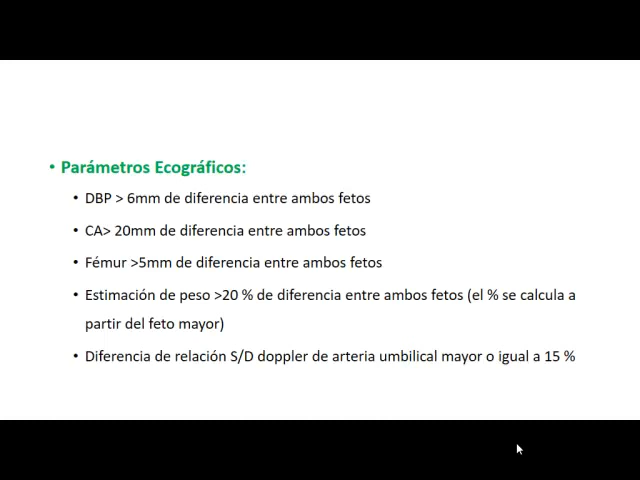 • Parámetros Ecográficos:
• DBP > 6mm de diferencia entre ambos fetos
• CA> 20mm de diferencia entre ambos fetos
• Fémur >5mm de diferencia entre ambos fetos
• Estimación de peso >20 % de diferencia entre ambos fetos (el % se calcula a
partir del feto mayor)
• Diferencia de relación S/D doppler de arteria umbilical mayor o igual a 15 %